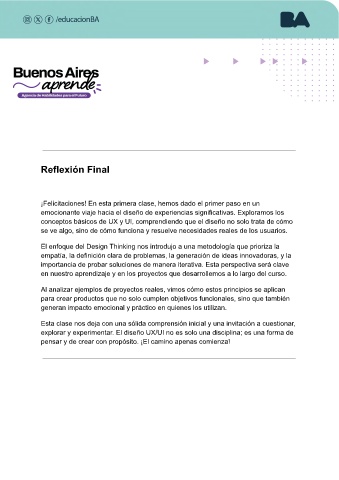 /educacionBA
BA
Buenos Aires
aprende
Agencia de Habilidades para el Futuro
Reflexión Final
¡Felicitaciones! En esta primera clase, hemos dado el primer paso en un
emocionante viaje hacia el diseño de experiencias significativas. Exploramos los
conceptos básicos de UX y UI, comprendiendo que el diseño no solo trata de cómo
se ve algo, sino de cómo funciona y resuelve necesidades reales de los usuarios.
El enfoque del Design Thinking nos introdujo a una metodología que prioriza la
empatía, la definición clara de problemas, la generación de ideas innovadoras, y la
importancia de probar soluciones de manera iterativa. Esta perspectiva será clave
en nuestro aprendizaje y en los proyectos que desarrollemos a lo largo del curso.
Al analizar ejemplos de proyectos reales, vimos cómo estos principios se aplican
para crear productos que no solo cumplen objetivos funcionales, sino que también
generan impacto emocional y práctico en quienes los utilizan.
Esta clase nos deja con una sólida comprensión inicial y una invitación a cuestionar,
explorar y experimentar. El diseño UX/UI no es solo una disciplina; es una forma de
pensar y de crear con propósito. ¡El camino apenas comienza!